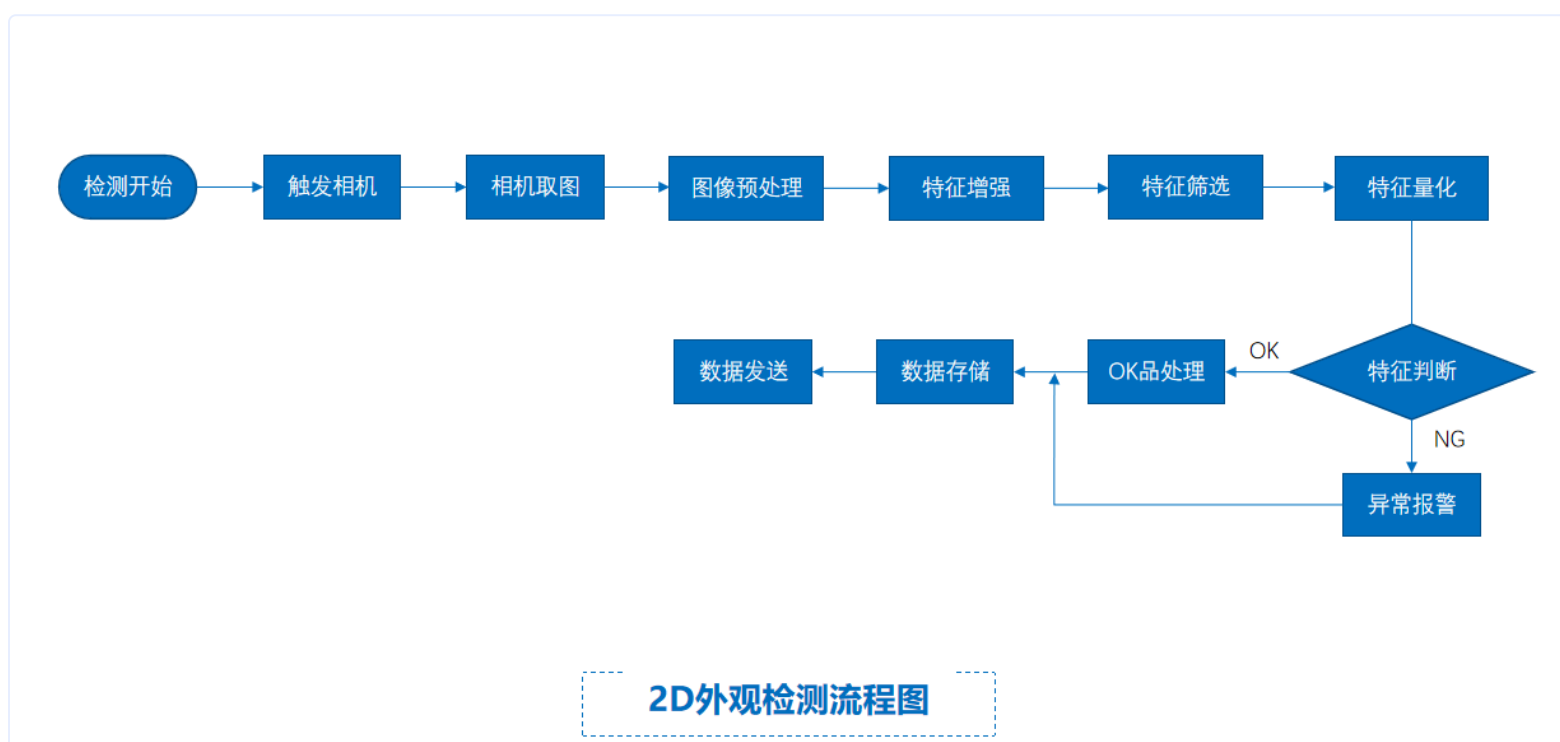 检测开始
触发相机
相机取图
图像预处理
特征增强
特征筛选
特征量化
数据发送
数据存储
OK品处理
OK
特征判断
NG
异常报警
2D外观检测流程图